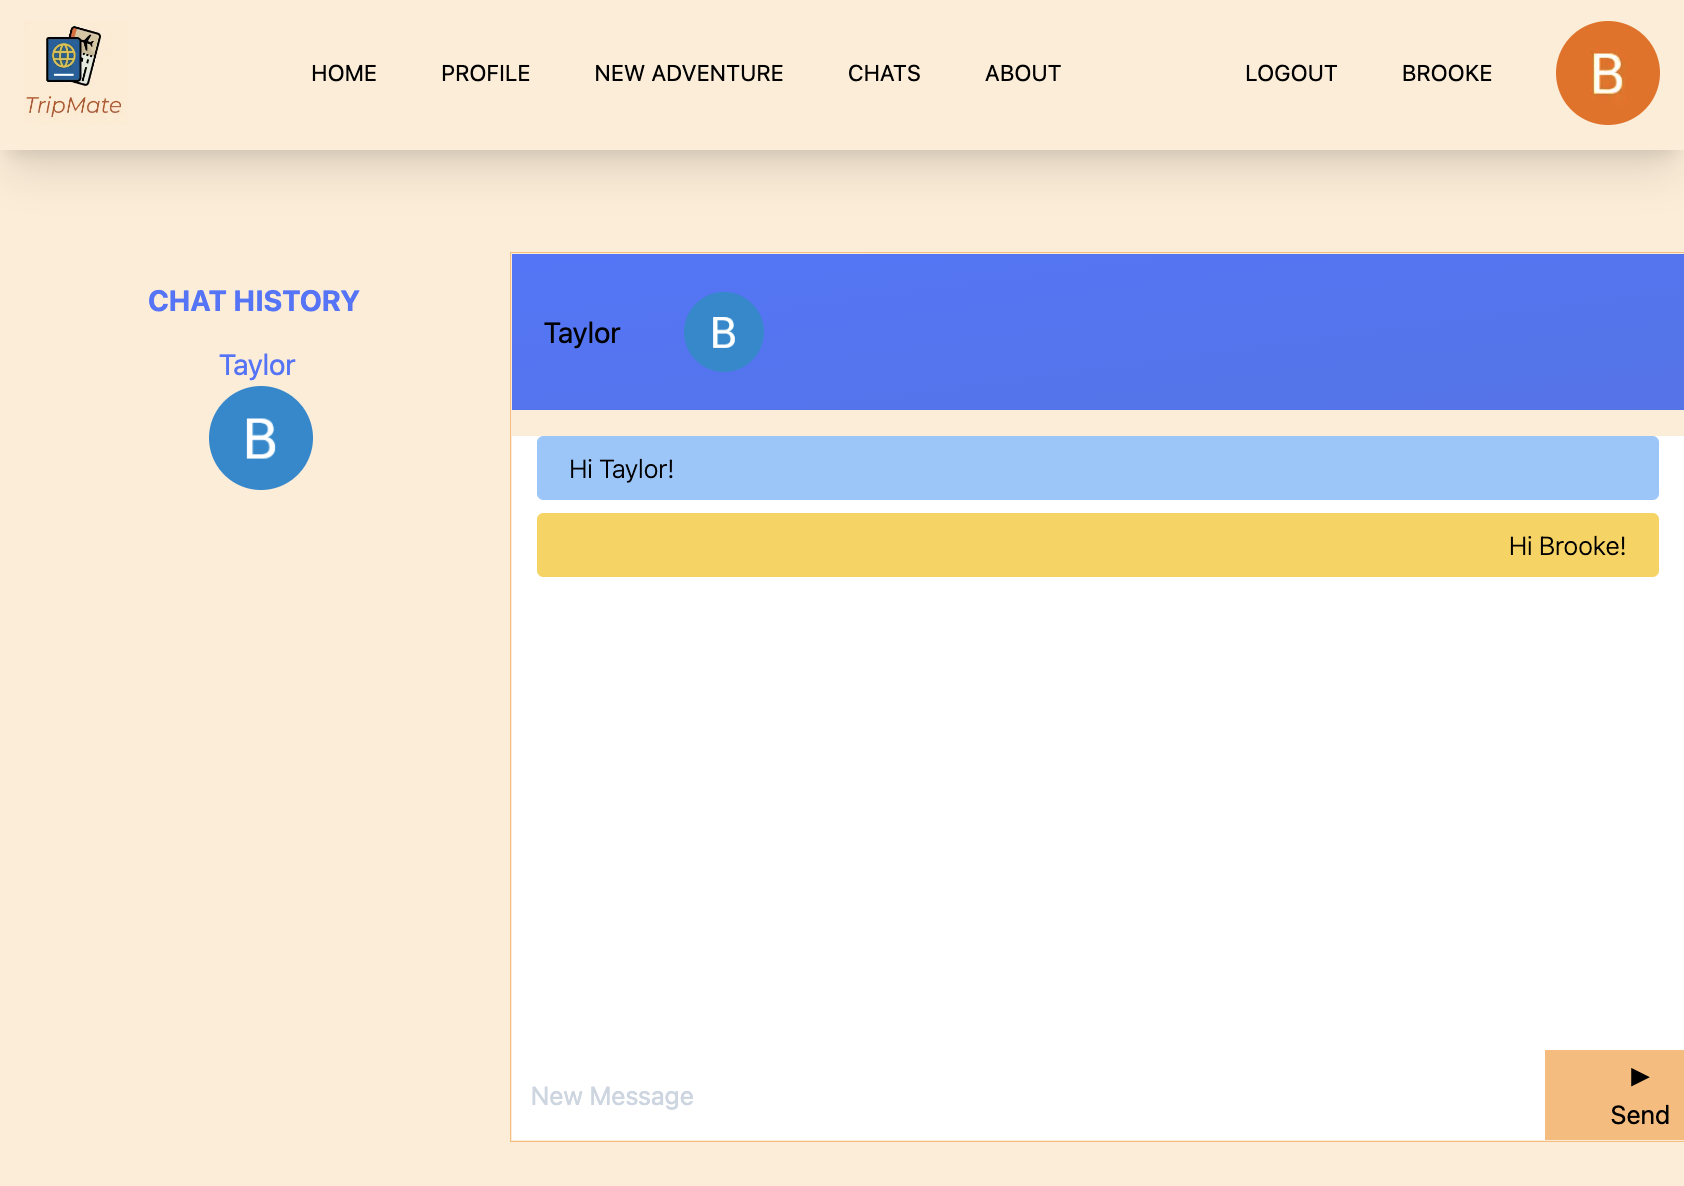 TripMate
HOME PROFILE NEW ADVENTURE CHATS ABOUT LOGOUT BROOKE B
CHAT HISTORY
Taylor
B
Taylor B
Hi Taylor!
Hi Brooke!
New Message
Send